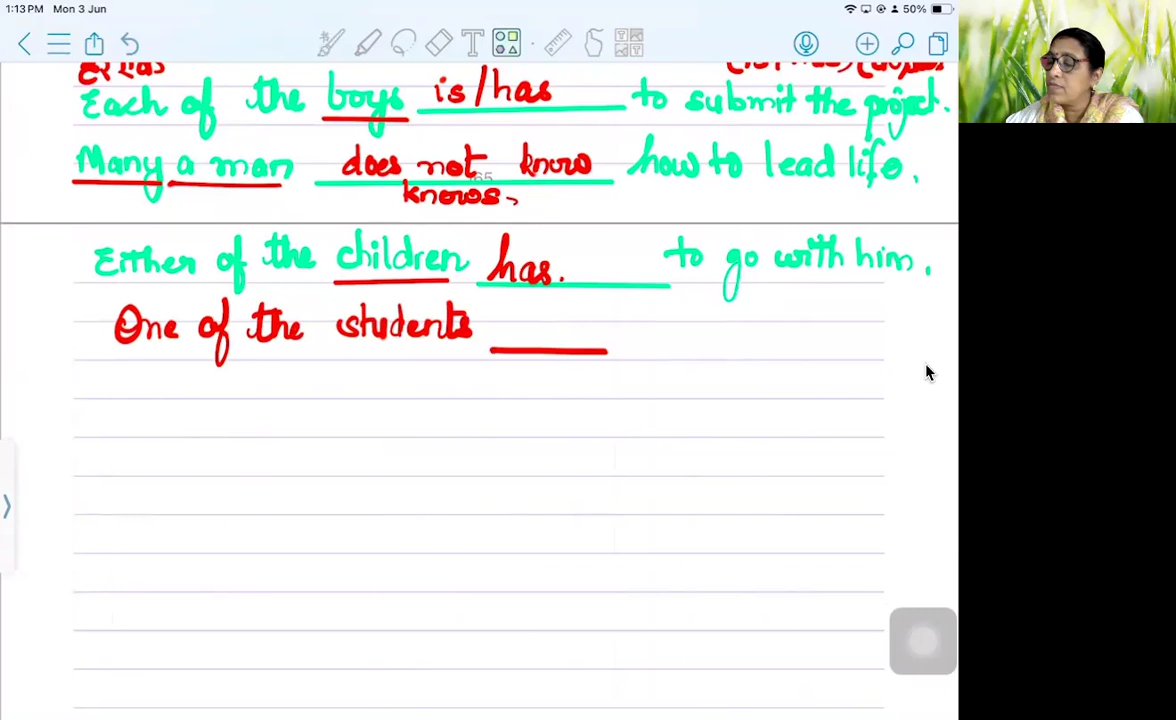 1:13 PM Mon 3 Jun 50%
Each of the boys is/has to submit the project.
Many a man does not know how to lead life.
knows.
65
Either of the children has. to go with him.
One of the students